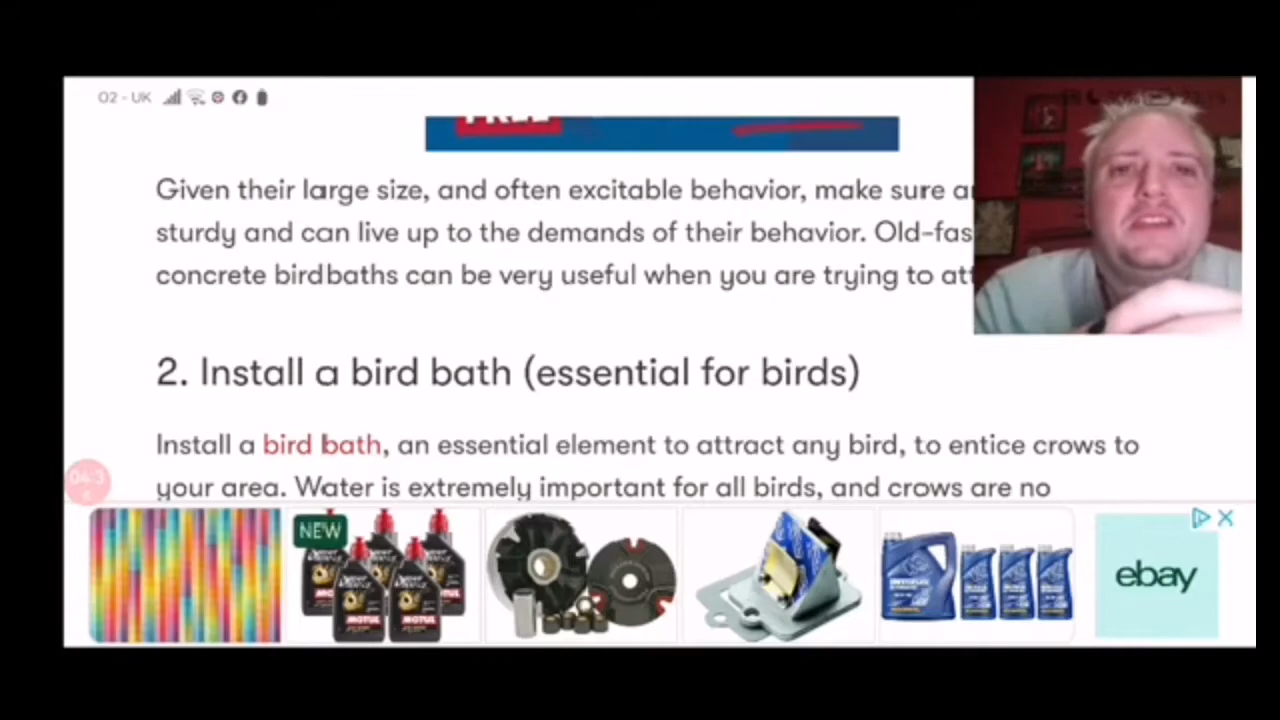 O2 - UK
FREE
Given their large size, and often excitable behavior, make sure a
sturdy and can live up to the demands of their behavior. Old-fas
concrete birdbaths can be very useful when you are trying to att
2. Install a bird bath (essential for birds)
Install a bird bath, an essential element to attract any bird, to entice crows to
04:3
your area. Water is extremely important for all birds, and crows are no
NEW
MOTUL
MOTUL
ebay